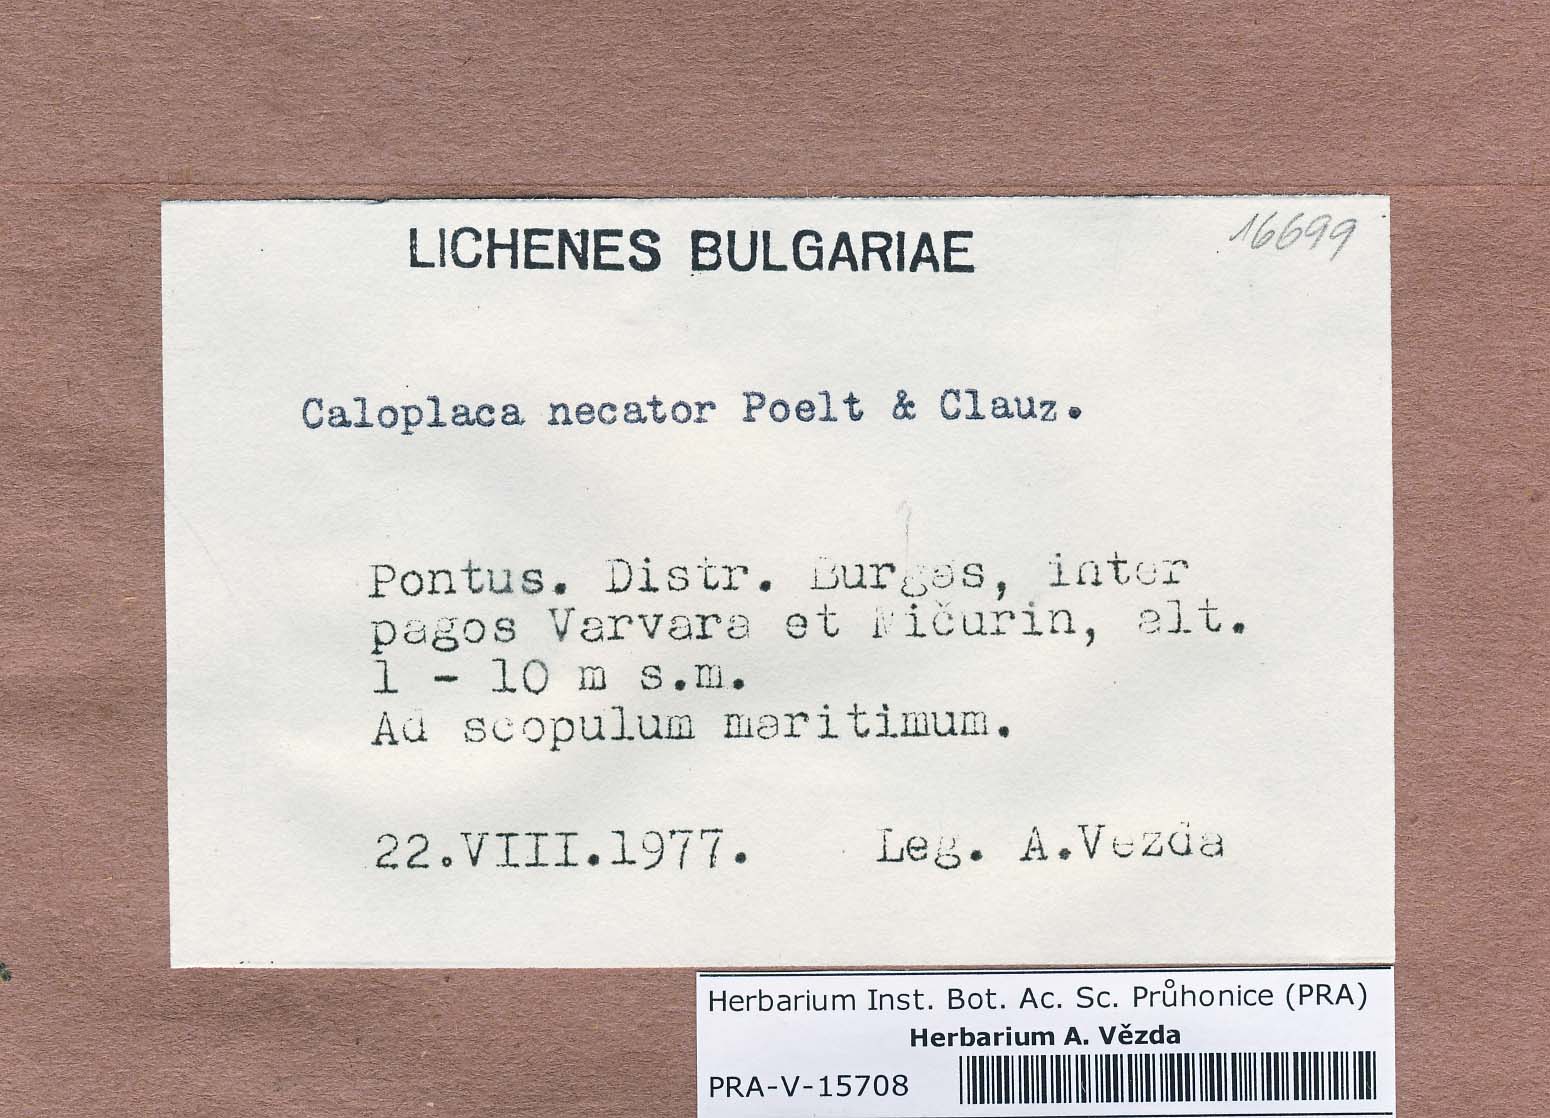 LICHENES BULGARIAE
16699
Caloplaca necator Poelt & Clauz.
Pontus. Distr. Burgas, inter
pagos Varvara et Mičurin, alt.
1 - 10 m s.m.
Ad scopulum maritimum.
22.VIII.1977. Leg. A.Vezda
Herbarium Inst. Bot. Ac. Sc. Průhonice (PRA)
Herbarium A. Vězda
PRA-V-15708